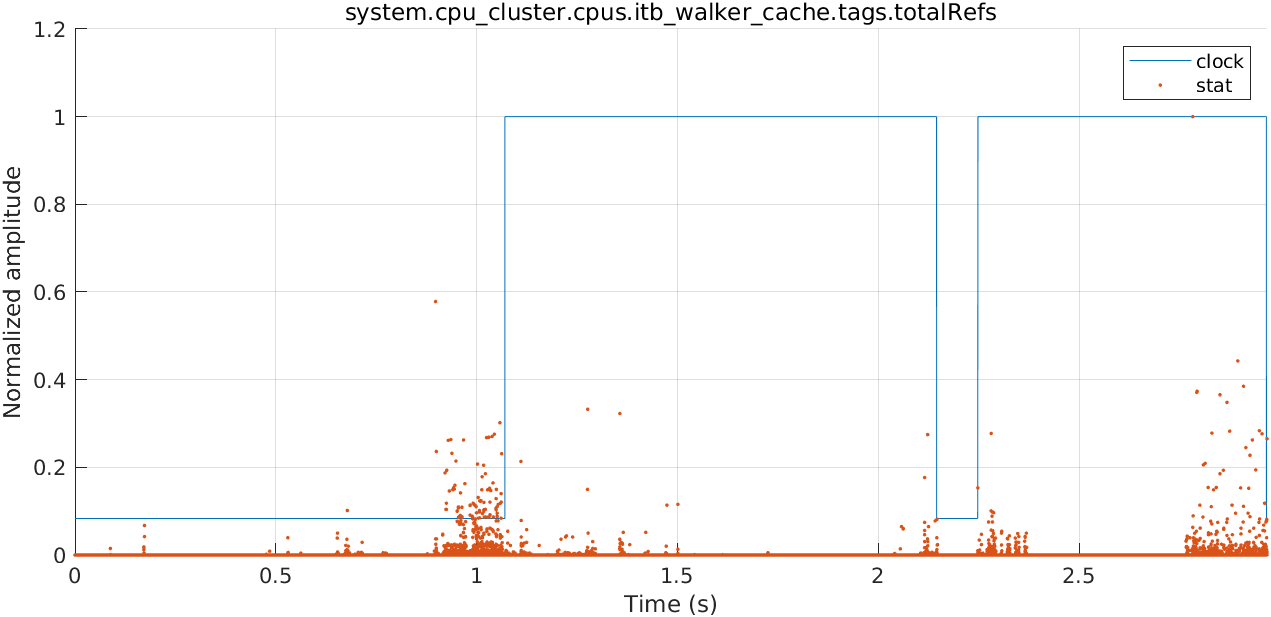 system.cpu_cluster.cpus.itb_walker_cache.tags.totalRefs
1.2
1
0.8
0.6
0.4
0.2
0
Normalized amplitude
clock
stat
0 0.5 1 1.5 2 2.5
Time (s)